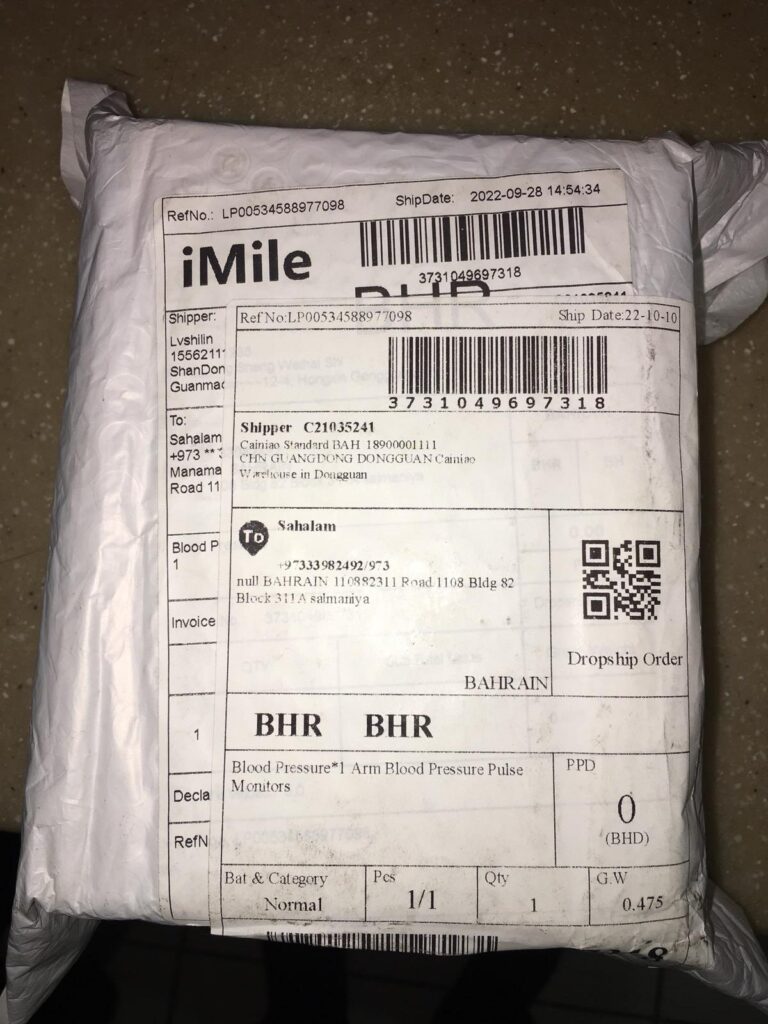 RefNo.: LP00534588977098 ShipDate: 2022-09-28 14:54:34
iMile
3731049697318
BHR
Shipper:
Lvshilin
15562111
ShanDon
Guanmao
To:
Sahalam
+973 **
Manama
Road 11
Blood P
1
Invoice
1
Decla
RefN
RefNo:LP00534588977098 Ship Date:22-10-10
3731049697318
Shipper C21035241
Cainiao Standard BAH 18900001111
CHN GUANGDONG DONGGUAN Cainiao
Warehouse in Dongguan
To Sahalam
+97333982492/973
null BAHRAIN 110882311 Road 1108 Bldg 82
Block 311A salmaniya
Dropship Order
BAHRAIN
BHR BHR
Blood Pressure*1 Arm Blood Pressure Pulse
Monitors
PPD
0
(BHD)
Bat & Category Pcs Qty G.W
Normal 1/1 1 0.475